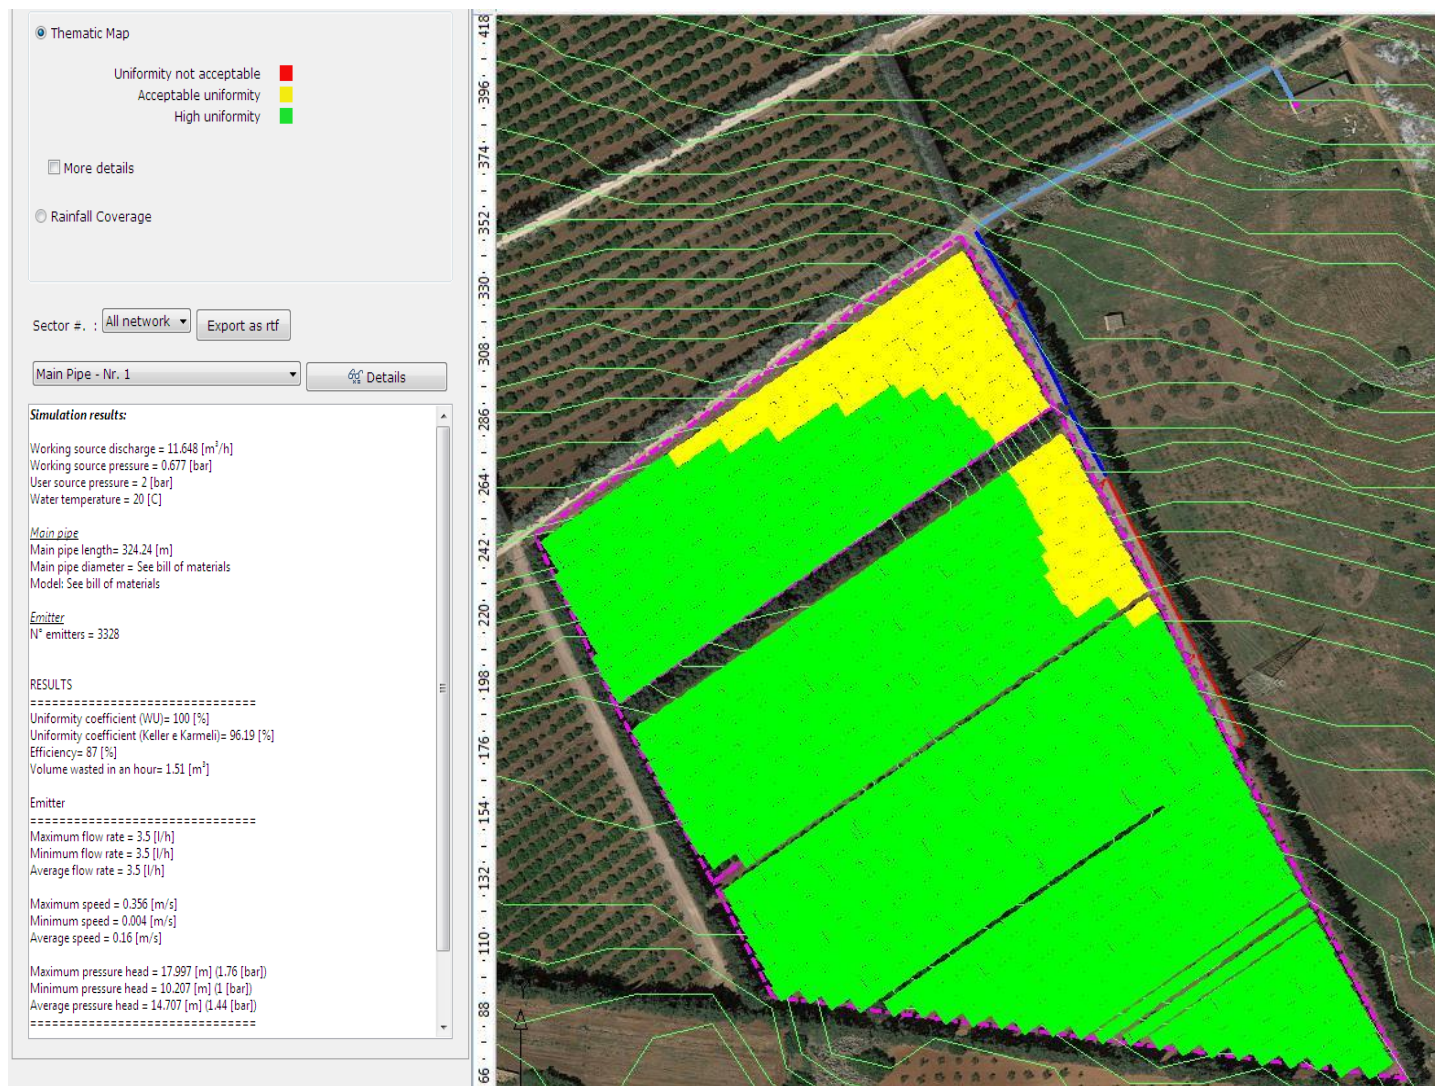 Thematic Map
Uniformity not acceptable
Acceptable uniformity
High uniformity
More details
Rainfall Coverage
Sector #. : All network Export as rtf
Main Pipe - Nr. 1 Details
Simulation results:
Working source discharge = 11.648 [m³/h]
Working source pressure = 0.677 [bar]
User source pressure = 2 [bar]
Water temperature = 20 [C]
Main pipe
Main pipe length= 324.24 [m]
Main pipe diameter = See bill of materials
Model: See bill of materials
Emitter
N° emitters = 3328
RESULTS
===============================
Uniformity coefficient (WU)= 100 [%]
Uniformity coefficient (Keller e Karmeli)= 96.19 [%]
Efficiency= 87 [%]
Volume wasted in an hour= 1.51 [m³]
Emitter
===============================
Maximum flow rate = 3.5 [l/h]
Minimum flow rate = 3.5 [l/h]
Average flow rate = 3.5 [l/h]
Maximum speed = 0.356 [m/s]
Minimum speed = 0.004 [m/s]
Average speed = 0.16 [m/s]
Maximum pressure head = 17.997 [m] (1.76 [bar])
Minimum pressure head = 10.207 [m] (1 [bar])
Average pressure head = 14.707 [m] (1.44 [bar])
===============================
418
396
374
352
330
308
286
264
242
220
198
176
154
132
110
88
66